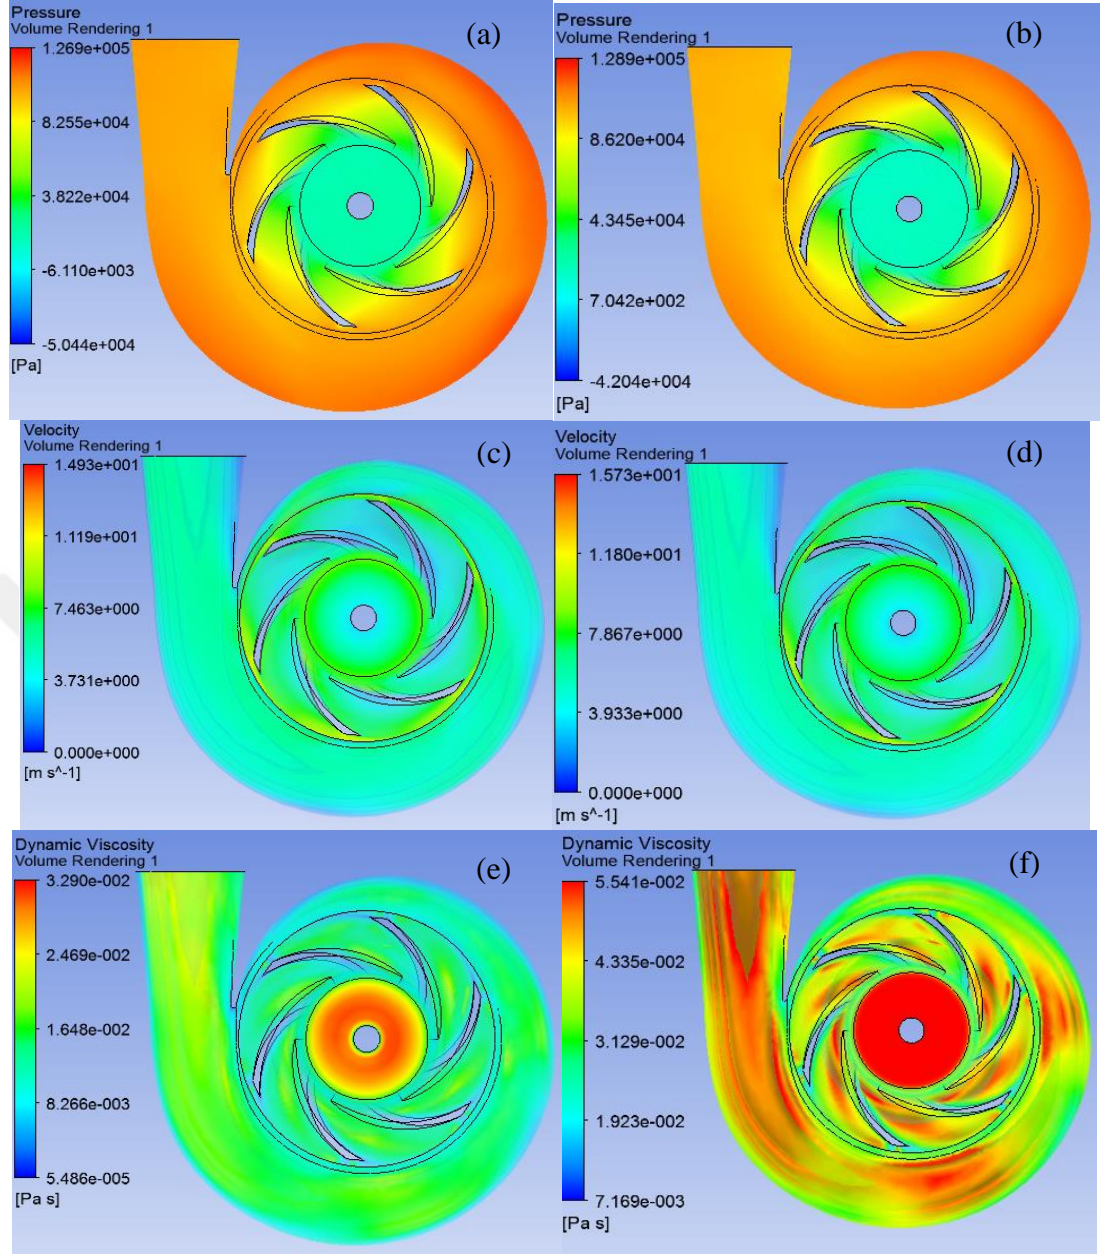 Pressure
Volume Rendering 1
(a)
1.269e+005
8.255e+004
3.822e+004
-6.110e+003
-5.044e+004
[Pa]
Pressure
Volume Rendering 1
(b)
1.289e+005
8.620e+004
4.345e+004
7.042e+002
-4.204e+004
[Pa]
Velocity
Volume Rendering 1
(c)
1.493e+001
1.119e+001
7.463e+000
3.731e+000
0.000e+000
[m s^-1]
Velocity
Volume Rendering 1
(d)
1.573e+001
1.180e+001
7.867e+000
3.933e+000
0.000e+000
[m s^-1]
Dynamic Viscosity
Volume Rendering 1
(e)
3.290e-002
2.469e-002
1.648e-002
8.266e-003
5.486e-005
[Pa s]
Dynamic Viscosity
Volume Rendering 1
(f)
5.541e-002
4.335e-002
3.129e-002
1.923e-002
7.169e-003
[Pa s]